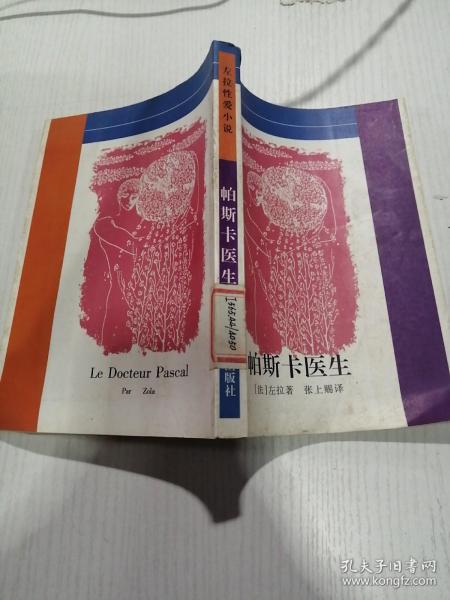 左拉性爱小说
帕斯卡医生
版社
Le Docteur Pascal
Par Zola
帕斯卡医生
[法]左拉著 张上赐译
孔夫子旧书网
www.kongfz.com